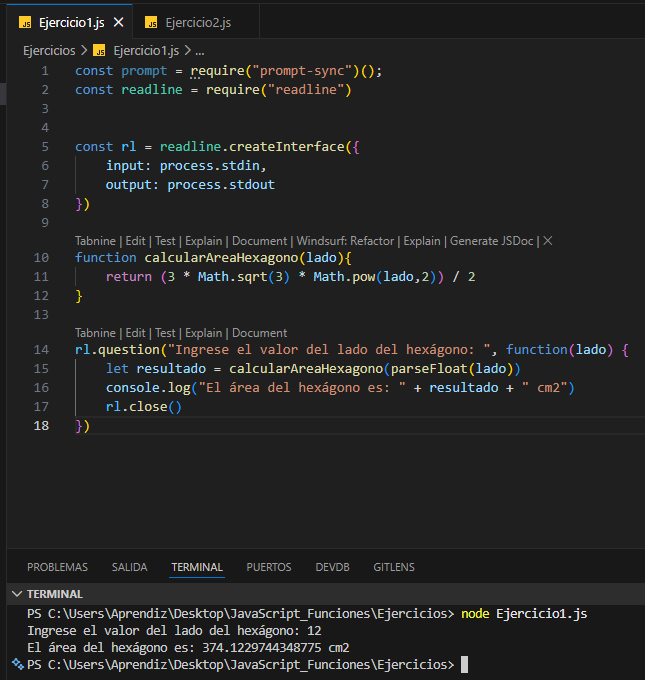 JS Ejercicio1.js X JS Ejercicio2.js
Ejercicios > JS Ejercicio1.js > ...
1 const prompt = require("prompt-sync")();
2 const readline = require("readline")
3
4
5 const rl = readline.createInterface({
6     input: process.stdin,
7     output: process.stdout
8 })
9
Tabnine | Edit | Test | Explain | Document | Windsurf: Refactor | Explain | Generate JSDoc | X
10 function calcularAreaHexagono(lado){
11     return (3 * Math.sqrt(3) * Math.pow(lado,2)) / 2
12 }
13
Tabnine | Edit | Test | Explain | Document
14 rl.question("Ingrese el valor del lado del hexágono: ", function(lado) {
15     let resultado = calcularAreaHexagono(parseFloat(lado))
16     console.log("El área del hexágono es: " + resultado + " cm2")
17     rl.close()
18 })
PROBLEMAS SALIDA TERMINAL PUERTOS DEVDB GITLENS
TERMINAL
PS C:\Users\Aprendiz\Desktop\JavaScript_Funciones\Ejercicios> node Ejercicio1.js
Ingrese el valor del lado del hexágono: 12
El área del hexágono es: 374.1229744348775 cm2
PS C:\Users\Aprendiz\Desktop\JavaScript_Funciones\Ejercicios>